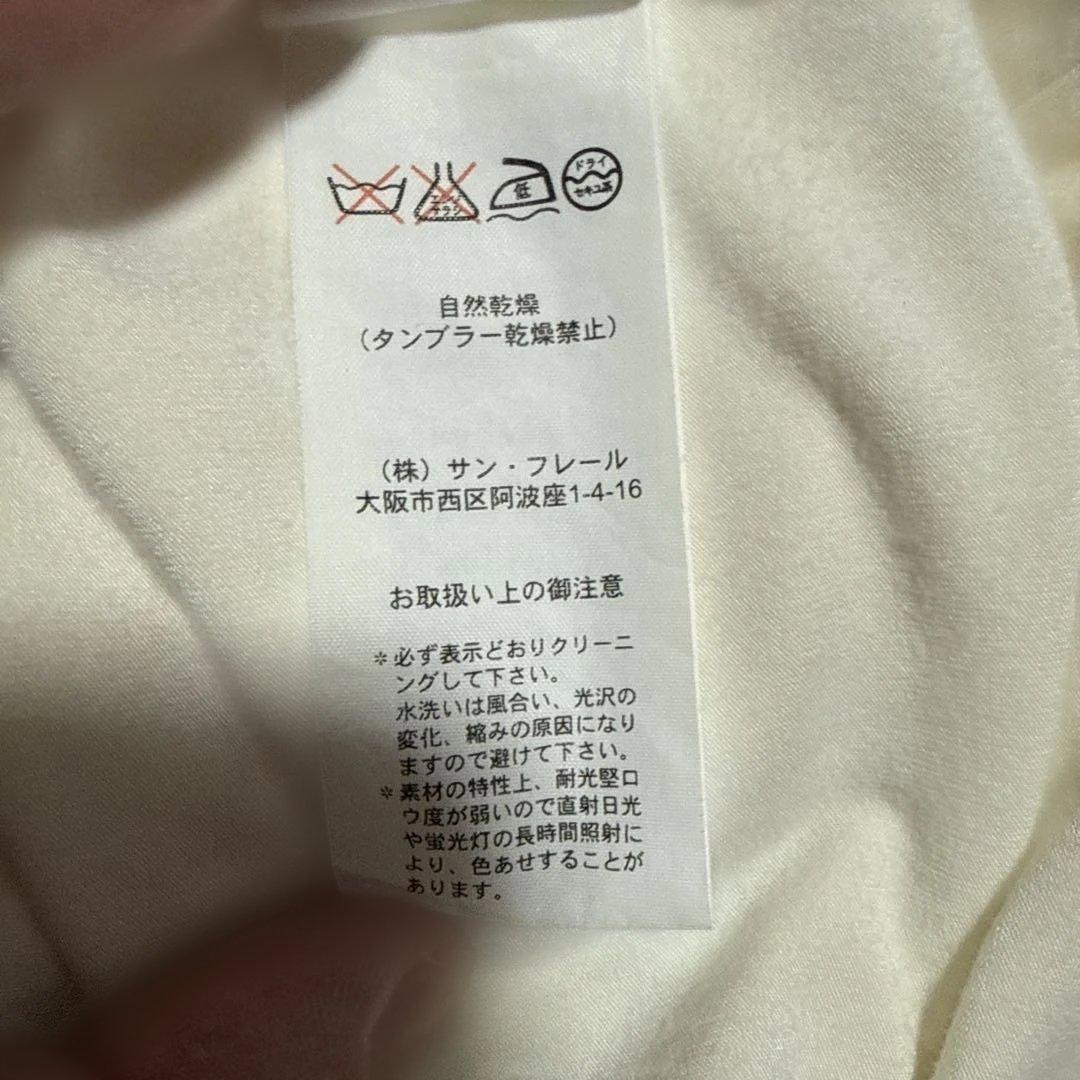 エンソ
サラシ
低
ドライ
セキユ系
自然乾燥
（タンブラー乾燥禁止）
（株）サン・フレール
大阪市西区阿波座1-4-16
お取扱い上の御注意
＊必ず表示どおりクリーニ
ングして下さい。
水洗いは風合い、光沢の
変化、縮みの原因になり
ますので避けて下さい。
＊素材の特性上、耐光堅ロ
ウ度が弱いので直射日光
や蛍光灯の長時間照射に
より、色あせすることが
あります。